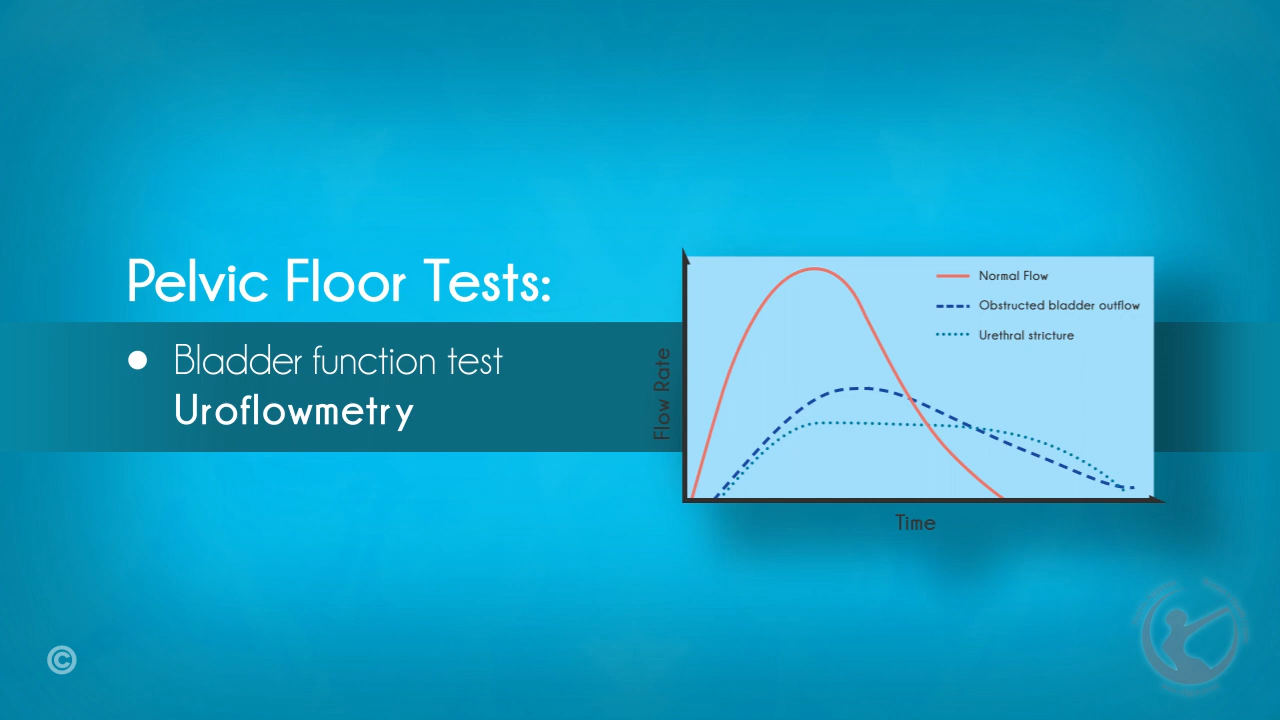 Pelvic Floor Tests:
● Bladder function test
Uroflowmetry
Normal Flow
Obstructed bladder outflow
Urethral stricture
Flow Rate
Time
©